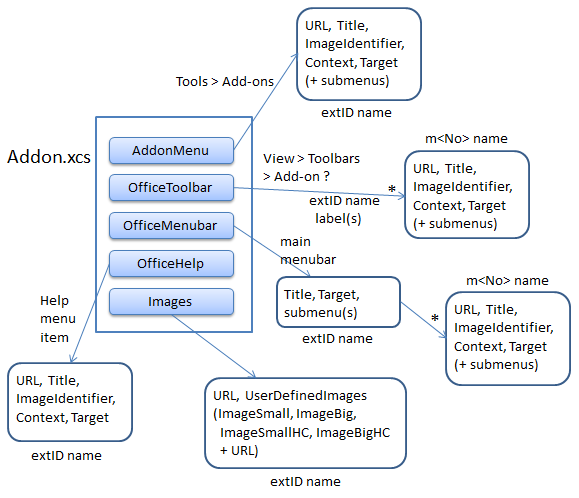 URL, Title,
ImageIdentifier,
Context, Target
(+ submenus)
extID name
Tools > Add-ons
Addon.xcs
AddonMenu
OfficeToolbar
OfficeMenubar
OfficeHelp
Images
View > Toolbars
> Add-on ?
*
extID name
label(s)
m<No> name
URL, Title,
ImageIdentifier,
Context, Target
(+ submenus)
main
menubar
Title, Target,
submenu(s)
extID name
*
m<No> name
URL, Title,
ImageIdentifier,
Context, Target
(+ submenus)
Help
menu
item
URL, Title,
ImageIdentifier,
Context, Target
extID name
URL, UserDefinedImages
(ImageSmall, ImageBig,
ImageSmallHC, ImageBigHC
+ URL)
extID name